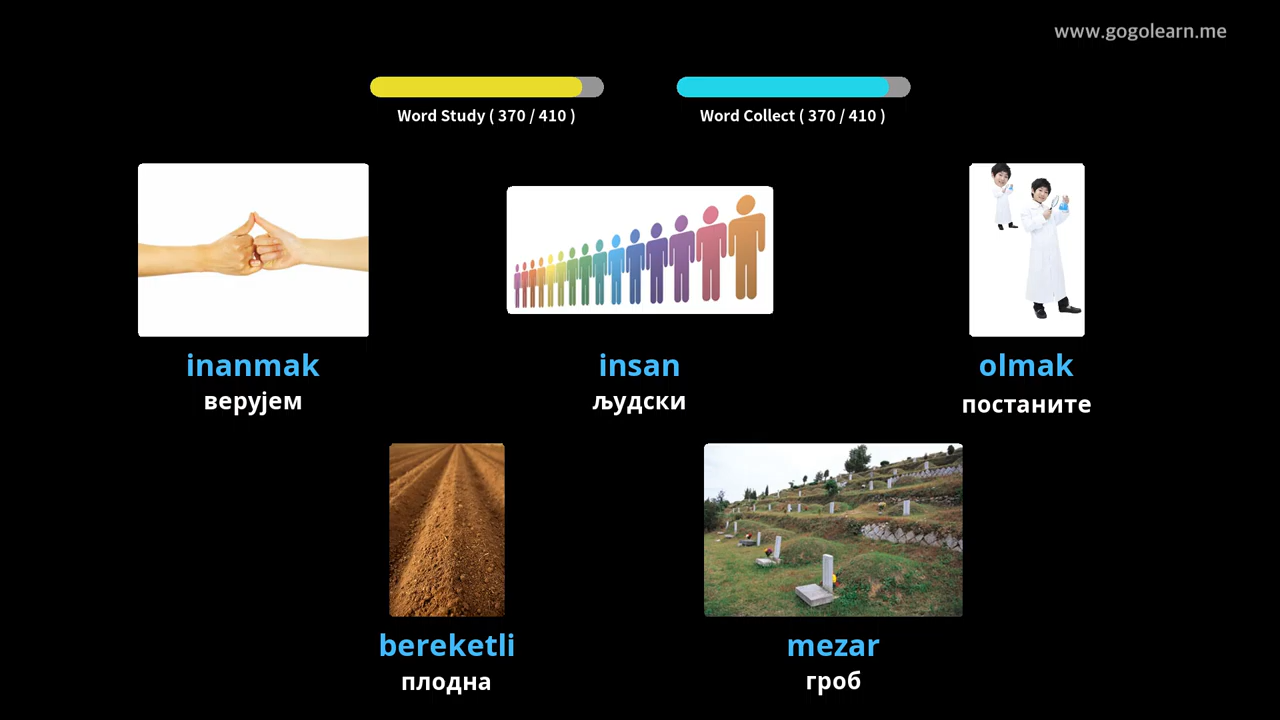 www.gogolearn.me
Word Study ( 370 / 410 )
Word Collect ( 370 / 410 )
inanmak
верујем
insan
људски
olmak
постаните
bereketli
плодна
mezar
гроб